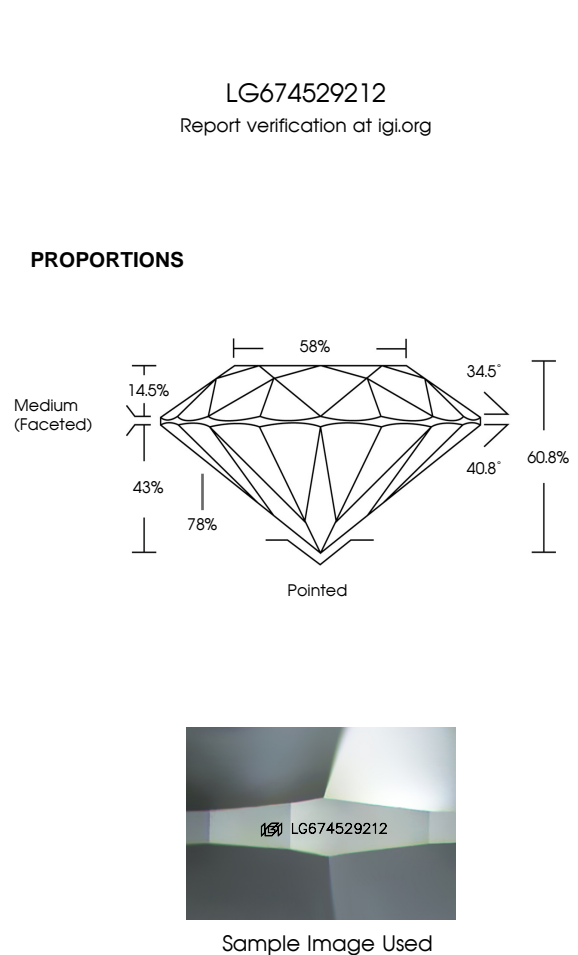 LG674529212
Report verification at igi.org
PROPORTIONS
58%
34.5°
14.5%
Medium
(Faceted)
60.8%
40.8°
43%
78%
Pointed
IGI LG674529212
Sample Image Used